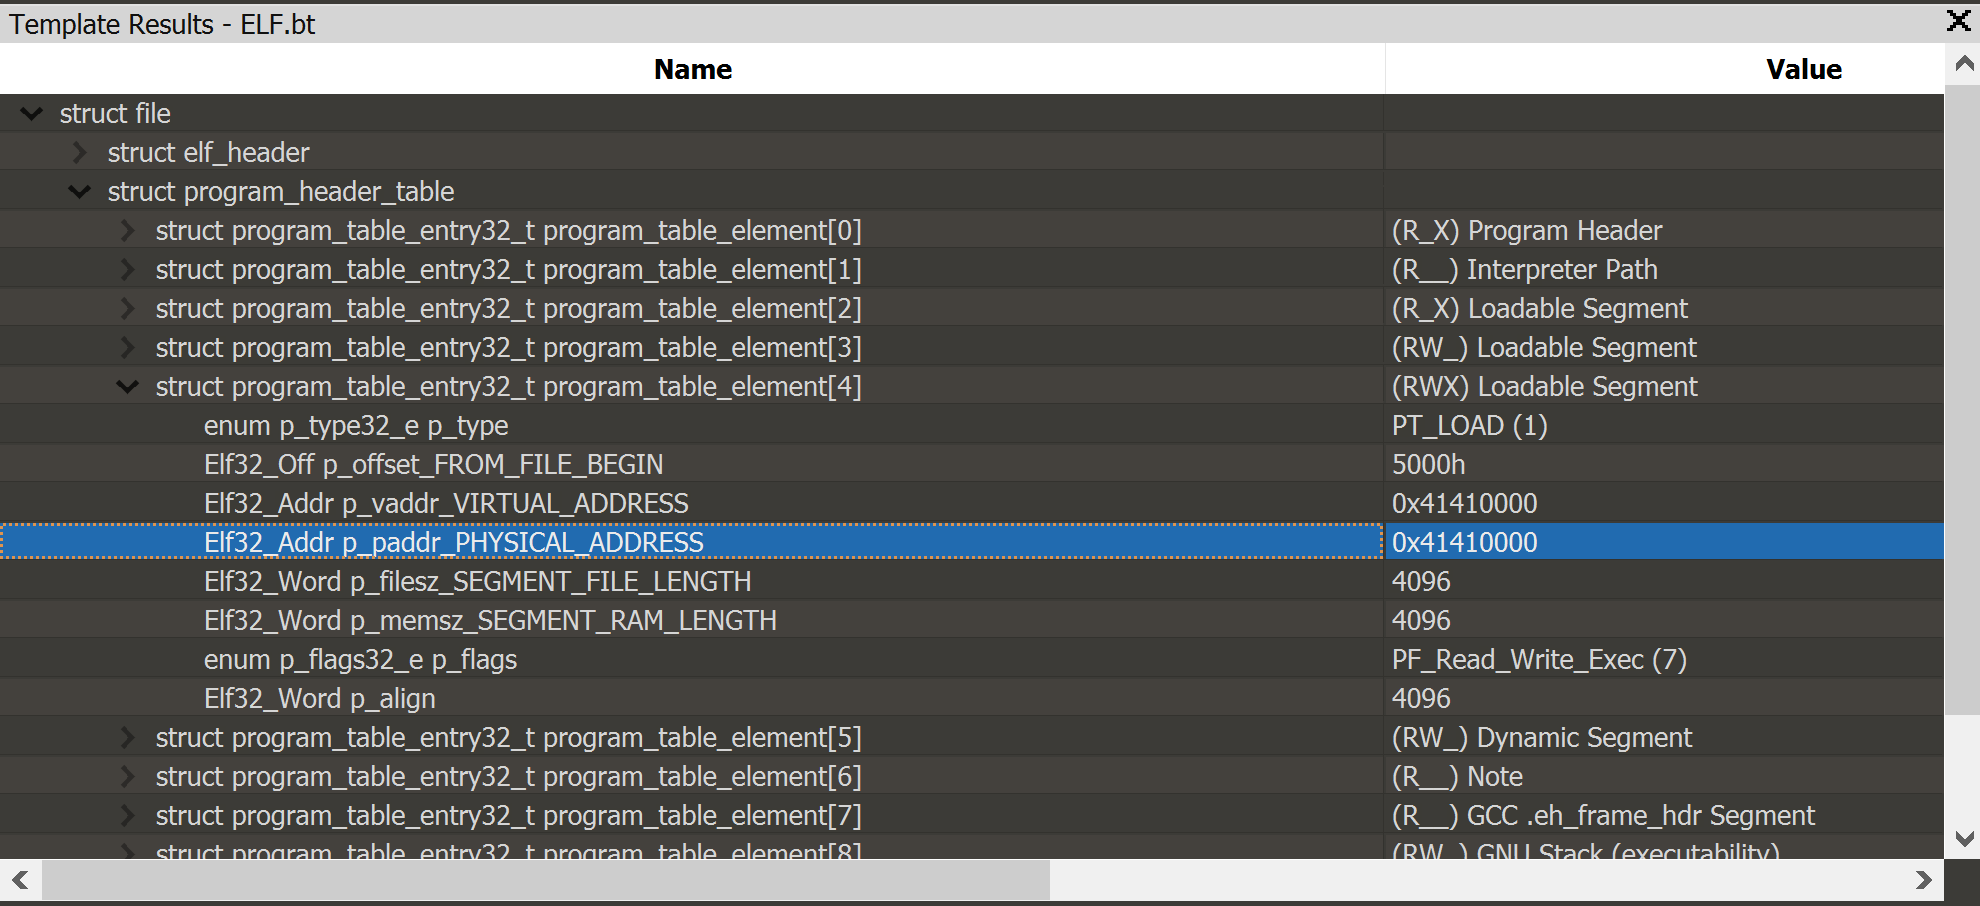 Template Results - ELF.bt
Name Value
struct file
struct elf_header
struct program_header_table
struct program_table_entry32_t program_table_element[0] (R_X) Program Header
struct program_table_entry32_t program_table_element[1] (R__) Interpreter Path
struct program_table_entry32_t program_table_element[2] (R_X) Loadable Segment
struct program_table_entry32_t program_table_element[3] (RW_) Loadable Segment
struct program_table_entry32_t program_table_element[4] (RWX) Loadable Segment
enum p_type32_e p_type PT_LOAD (1)
Elf32_Off p_offset_FROM_FILE_BEGIN 5000h
Elf32_Addr p_vaddr_VIRTUAL_ADDRESS 0x41410000
Elf32_Addr p_paddr_PHYSICAL_ADDRESS 0x41410000
Elf32_Word p_filesz_SEGMENT_FILE_LENGTH 4096
Elf32_Word p_memsz_SEGMENT_RAM_LENGTH 4096
enum p_flags32_e p_flags PF_Read_Write_Exec (7)
Elf32_Word p_align 4096
struct program_table_entry32_t program_table_element[5] (RW_) Dynamic Segment
struct program_table_entry32_t program_table_element[6] (R__) Note
struct program_table_entry32_t program_table_element[7] (R__) GCC .eh_frame_hdr Segment
struct program_table_entry32_t program_table_element[8] (RW_) GNU Stack (executability)